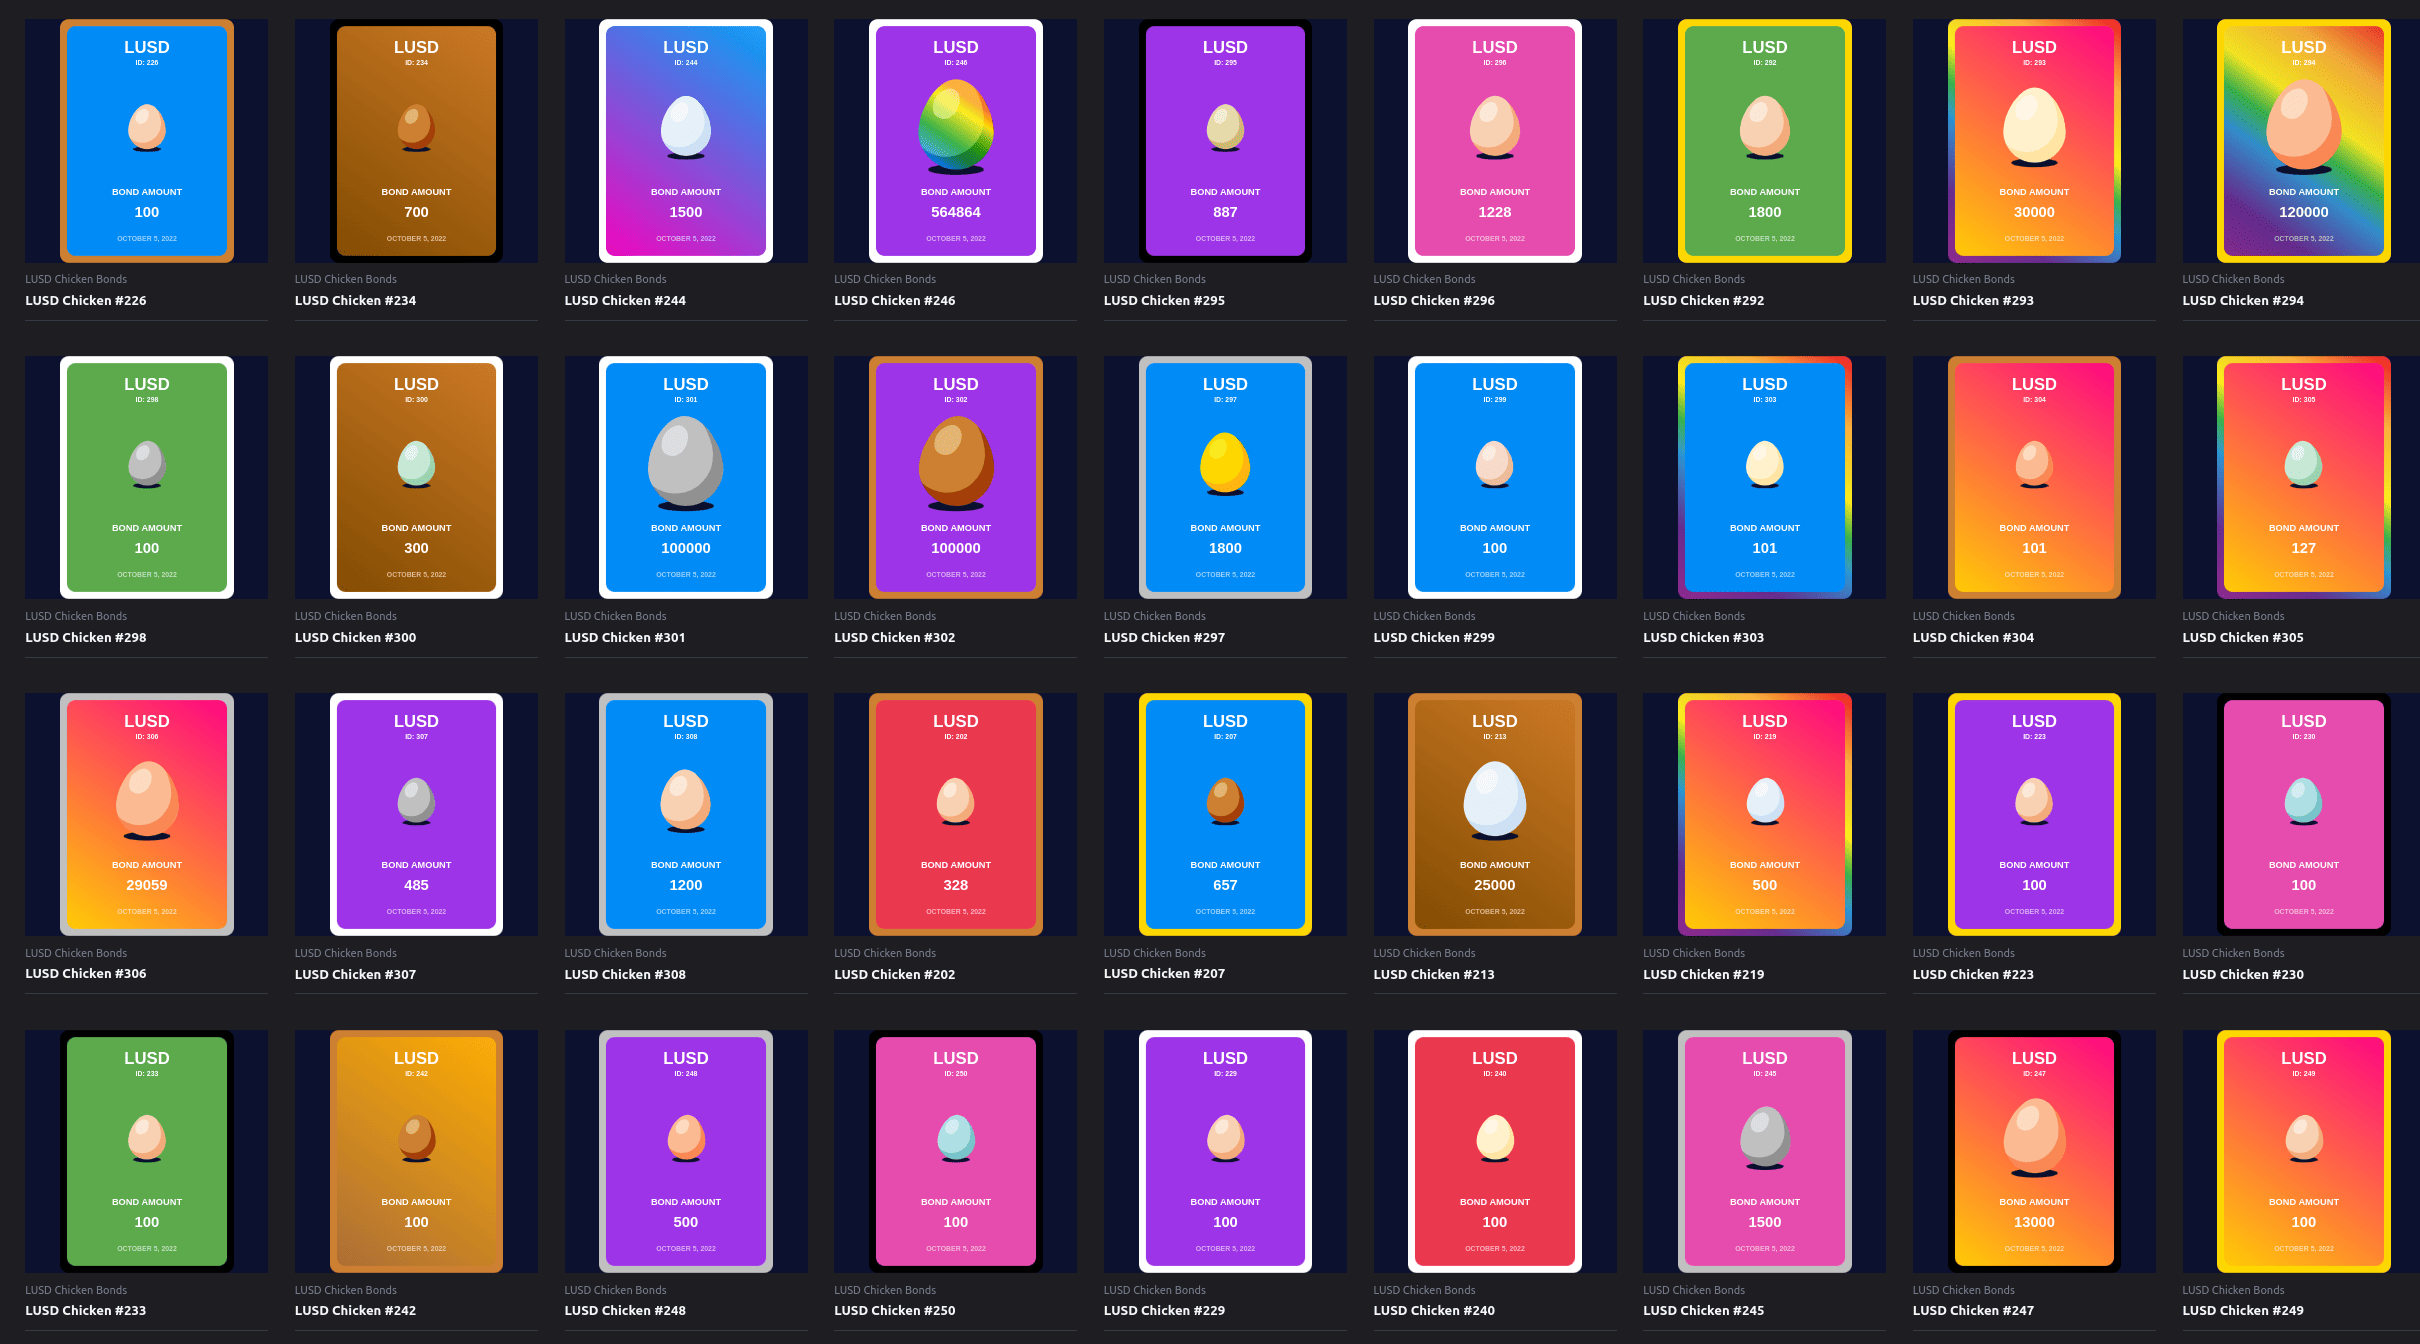 LUSD
ID: 226
BOND AMOUNT
100
OCTOBER 5, 2022
LUSD Chicken Bonds
LUSD Chicken #226
LUSD
ID: 234
BOND AMOUNT
700
OCTOBER 5, 2022
LUSD Chicken Bonds
LUSD Chicken #234
LUSD
ID: 244
BOND AMOUNT
1500
OCTOBER 5, 2022
LUSD Chicken Bonds
LUSD Chicken #244
LUSD
ID: 246
BOND AMOUNT
564864
OCTOBER 5, 2022
LUSD Chicken Bonds
LUSD Chicken #246
LUSD
ID: 295
BOND AMOUNT
887
OCTOBER 5, 2022
LUSD Chicken Bonds
LUSD Chicken #295
LUSD
ID: 296
BOND AMOUNT
1228
OCTOBER 5, 2022
LUSD Chicken Bonds
LUSD Chicken #296
LUSD
ID: 292
BOND AMOUNT
1800
OCTOBER 5, 2022
LUSD Chicken Bonds
LUSD Chicken #292
LUSD
ID: 293
BOND AMOUNT
30000
OCTOBER 5, 2022
LUSD Chicken Bonds
LUSD Chicken #293
LUSD
ID: 294
BOND AMOUNT
120000
OCTOBER 5, 2022
LUSD Chicken Bonds
LUSD Chicken #294
LUSD
ID: 298
BOND AMOUNT
100
OCTOBER 5, 2022
LUSD Chicken Bonds
LUSD Chicken #298
LUSD
ID: 300
BOND AMOUNT
300
OCTOBER 5, 2022
LUSD Chicken Bonds
LUSD Chicken #300
LUSD
ID: 301
BOND AMOUNT
100000
OCTOBER 5, 2022
LUSD Chicken Bonds
LUSD Chicken #301
LUSD
ID: 302
BOND AMOUNT
100000
OCTOBER 5, 2022
LUSD Chicken Bonds
LUSD Chicken #302
LUSD
ID: 297
BOND AMOUNT
1800
OCTOBER 5, 2022
LUSD Chicken Bonds
LUSD Chicken #297
LUSD
ID: 299
BOND AMOUNT
100
OCTOBER 5, 2022
LUSD Chicken Bonds
LUSD Chicken #299
LUSD
ID: 303
BOND AMOUNT
101
OCTOBER 5, 2022
LUSD Chicken Bonds
LUSD Chicken #303
LUSD
ID: 304
BOND AMOUNT
101
OCTOBER 5, 2022
LUSD Chicken Bonds
LUSD Chicken #304
LUSD
ID: 305
BOND AMOUNT
127
OCTOBER 5, 2022
LUSD Chicken Bonds
LUSD Chicken #305
LUSD
ID: 306
BOND AMOUNT
29059
OCTOBER 5, 2022
LUSD Chicken Bonds
LUSD Chicken #306
LUSD
ID: 307
BOND AMOUNT
485
OCTOBER 5, 2022
LUSD Chicken Bonds
LUSD Chicken #307
LUSD
ID: 308
BOND AMOUNT
1200
OCTOBER 5, 2022
LUSD Chicken Bonds
LUSD Chicken #308
LUSD
ID: 202
BOND AMOUNT
328
OCTOBER 5, 2022
LUSD Chicken Bonds
LUSD Chicken #202
LUSD
ID: 207
BOND AMOUNT
657
OCTOBER 5, 2022
LUSD Chicken Bonds
LUSD Chicken #207
LUSD
ID: 213
BOND AMOUNT
25000
OCTOBER 5, 2022
LUSD Chicken Bonds
LUSD Chicken #213
LUSD
ID: 219
BOND AMOUNT
500
OCTOBER 5, 2022
LUSD Chicken Bonds
LUSD Chicken #219
LUSD
ID: 223
BOND AMOUNT
100
OCTOBER 5, 2022
LUSD Chicken Bonds
LUSD Chicken #223
LUSD
ID: 230
BOND AMOUNT
100
OCTOBER 5, 2022
LUSD Chicken Bonds
LUSD Chicken #230
LUSD
ID: 233
BOND AMOUNT
100
OCTOBER 5, 2022
LUSD Chicken Bonds
LUSD Chicken #233
LUSD
ID: 242
BOND AMOUNT
100
OCTOBER 5, 2022
LUSD Chicken Bonds
LUSD Chicken #242
LUSD
ID: 248
BOND AMOUNT
500
OCTOBER 5, 2022
LUSD Chicken Bonds
LUSD Chicken #248
LUSD
ID: 250
BOND AMOUNT
100
OCTOBER 5, 2022
LUSD Chicken Bonds
LUSD Chicken #250
LUSD
ID: 229
BOND AMOUNT
100
OCTOBER 5, 2022
LUSD Chicken Bonds
LUSD Chicken #229
LUSD
ID: 240
BOND AMOUNT
100
OCTOBER 5, 2022
LUSD Chicken Bonds
LUSD Chicken #240
LUSD
ID: 245
BOND AMOUNT
1500
OCTOBER 5, 2022
LUSD Chicken Bonds
LUSD Chicken #245
LUSD
ID: 247
BOND AMOUNT
13000
OCTOBER 5, 2022
LUSD Chicken Bonds
LUSD Chicken #247
LUSD
ID: 249
BOND AMOUNT
100
OCTOBER 5, 2022
LUSD Chicken Bonds
LUSD Chicken #249